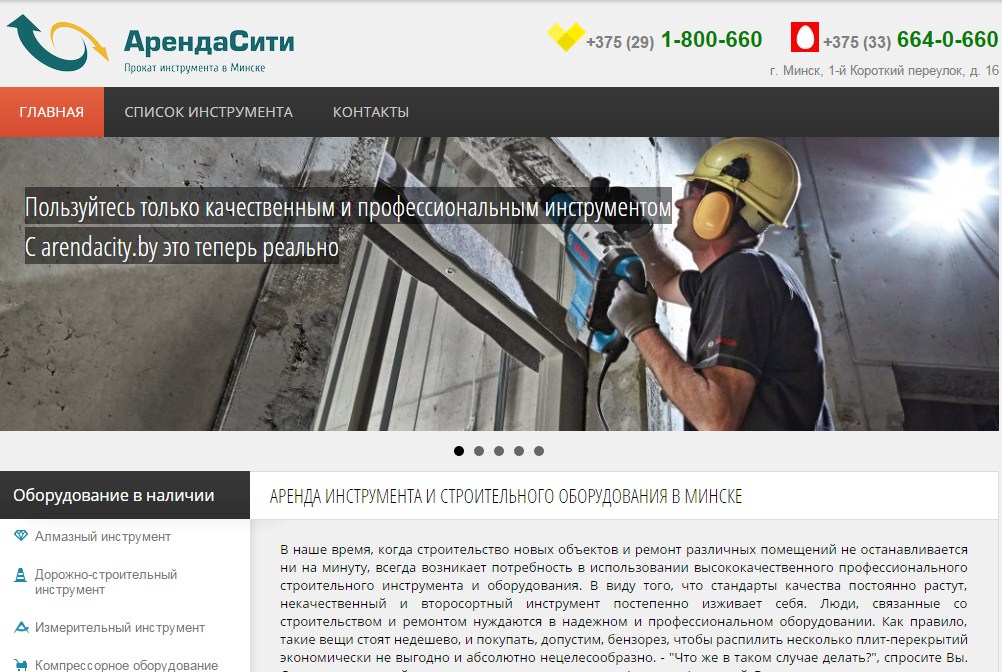 АрендаСити
Прокат инструмента в Минске
+375 (29) 1-800-660
+375 (33) 664-0-660
г. Минск, 1-й Короткий переулок, д. 16
ГЛАВНАЯ
СПИСОК ИНСТРУМЕНТА
КОНТАКТЫ
Пользуйтесь только качественным и профессиональным инструментом
С arendacity.by это теперь реально
Оборудование в наличии
Алмазный инструмент
Дорожно-строительный
инструмент
Измерительный инструмент
Компрессорное оборудование
АРЕНДА ИНСТРУМЕНТА И СТРОИТЕЛЬНОГО ОБОРУДОВАНИЯ В МИНСКЕ
В наше время, когда строительство новых объектов и ремонт различных помещений не останавливается
ни на минуту, всегда возникает потребность в использовании высококачественного профессионального
строительного инструмента и оборудования. В виду того, что стандарты качества постоянно растут,
некачественный и второсортный инструмент постепенно изживает себя. Люди, связанные со
строительством и ремонтом нуждаются в надежном и профессиональном оборудовании. Как правило,
такие вещи стоят недешево, и покупать, допустим, бензорез, чтобы распилить несколько плит-перекрытий
экономически не выгодно и абсолютно нецелесообразно. - "Что же в таком случае делать?", спросите Вы.